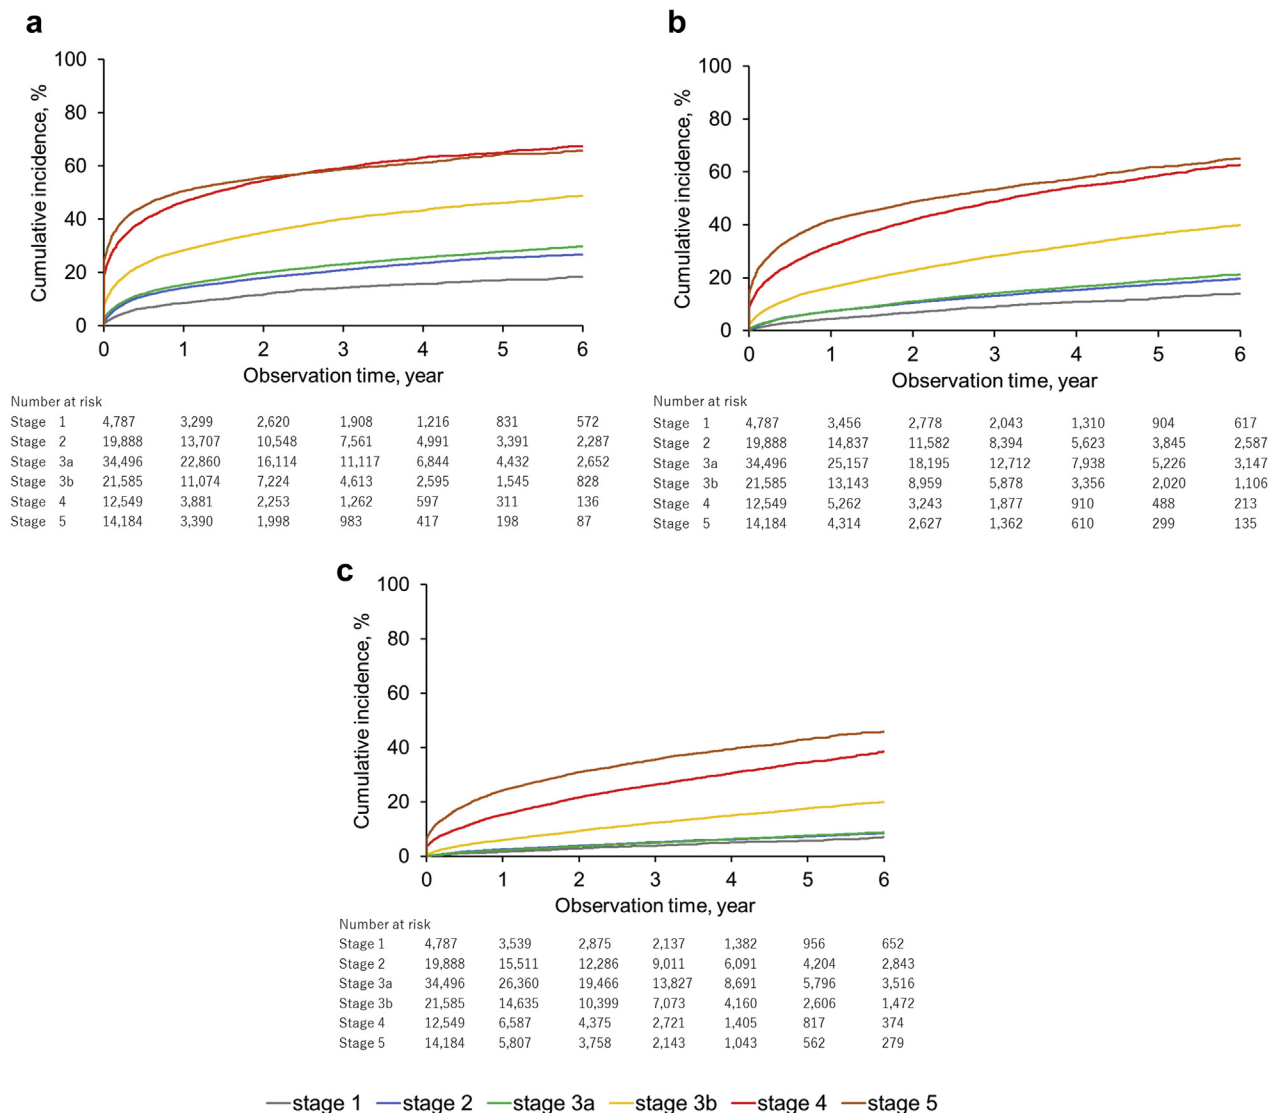 a
Cumulative incidence, %
100
80
60
40
20
0
0 1 2 3 4 5 6
Observation time, year
Number at risk
Stage 1 4,787 3,299 2,620 1,908 1,216 831 572
Stage 2 19,888 13,707 10,548 7,561 4,991 3,391 2,287
Stage 3a 34,496 22,860 16,114 11,117 6,844 4,432 2,652
Stage 3b 21,585 11,074 7,224 4,613 2,595 1,545 828
Stage 4 12,549 3,881 2,253 1,262 597 311 136
Stage 5 14,184 3,390 1,998 983 417 198 87
b
Cumulative incidence, %
100
80
60
40
20
0
0 1 2 3 4 5 6
Observation time, year
Number at risk
Stage 1 4,787 3,456 2,778 2,043 1,310 904 617
Stage 2 19,888 14,837 11,582 8,394 5,623 3,845 2,587
Stage 3a 34,496 25,157 18,195 12,712 7,938 5,226 3,147
Stage 3b 21,585 13,143 8,959 5,878 3,356 2,020 1,106
Stage 4 12,549 5,262 3,243 1,877 910 488 213
Stage 5 14,184 4,314 2,627 1,362 610 299 135
c
Cumulative incidence, %
100
80
60
40
20
0
0 1 2 3 4 5 6
Observation time, year
Number at risk
Stage 1 4,787 3,539 2,875 2,137 1,382 956 652
Stage 2 19,888 15,511 12,286 9,011 6,091 4,204 2,843
Stage 3a 34,496 26,360 19,466 13,827 8,691 5,796 3,516
Stage 3b 21,585 14,635 10,399 7,073 4,160 2,606 1,472
Stage 4 12,549 6,587 4,375 2,721 1,405 817 374
Stage 5 14,184 5,807 3,758 2,143 1,043 562 279
stage 1 stage 2 stage 3a stage 3b stage 4 stage 5